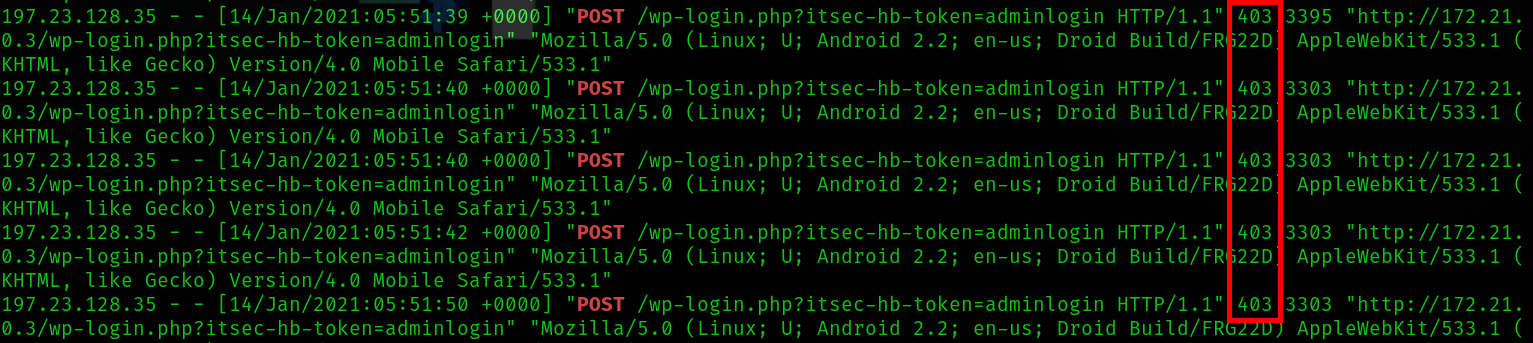 197.23.128.35 - - [14/Jan/2021:05:51:39 +0000] "POST /wp-login.php?itsec-hb-token=adminlogin HTTP/1.1" 403 3395 "http://172.21.
0.3/wp-login.php?itsec-hb-token=adminlogin" "Mozilla/5.0 (Linux; U; Android 2.2; en-us; Droid Build/FRG22D) AppleWebKit/533.1 (
KHTML, like Gecko) Version/4.0 Mobile Safari/533.1"
197.23.128.35 - - [14/Jan/2021:05:51:40 +0000] "POST /wp-login.php?itsec-hb-token=adminlogin HTTP/1.1" 403 3303 "http://172.21.
0.3/wp-login.php?itsec-hb-token=adminlogin" "Mozilla/5.0 (Linux; U; Android 2.2; en-us; Droid Build/FRG22D) AppleWebKit/533.1 (
KHTML, like Gecko) Version/4.0 Mobile Safari/533.1"
197.23.128.35 - - [14/Jan/2021:05:51:40 +0000] "POST /wp-login.php?itsec-hb-token=adminlogin HTTP/1.1" 403 3303 "http://172.21.
0.3/wp-login.php?itsec-hb-token=adminlogin" "Mozilla/5.0 (Linux; U; Android 2.2; en-us; Droid Build/FRG22D) AppleWebKit/533.1 (
KHTML, like Gecko) Version/4.0 Mobile Safari/533.1"
197.23.128.35 - - [14/Jan/2021:05:51:42 +0000] "POST /wp-login.php?itsec-hb-token=adminlogin HTTP/1.1" 403 3303 "http://172.21.
0.3/wp-login.php?itsec-hb-token=adminlogin" "Mozilla/5.0 (Linux; U; Android 2.2; en-us; Droid Build/FRG22D) AppleWebKit/533.1 (
KHTML, like Gecko) Version/4.0 Mobile Safari/533.1"
197.23.128.35 - - [14/Jan/2021:05:51:50 +0000] "POST /wp-login.php?itsec-hb-token=adminlogin HTTP/1.1" 403 3303 "http://172.21.
0.3/wp-login.php?itsec-hb-token=adminlogin" "Mozilla/5.0 (Linux; U; Android 2.2; en-us; Droid Build/FRG22D) AppleWebKit/533.1 (